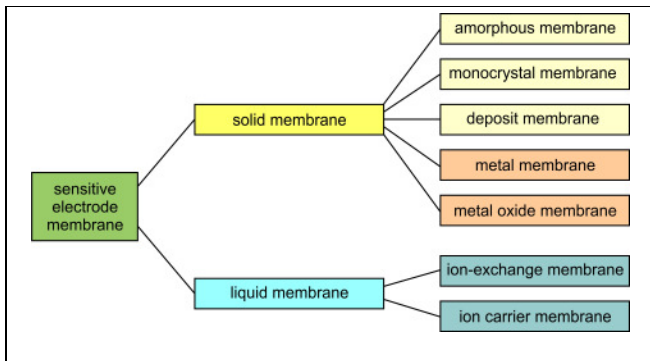 amorphous membrane
monocrystal membrane
solid membrane
deposit membrane
metal membrane
sensitive
electrode
membrane
metal oxide membrane
ion-exchange membrane
liquid membrane
ion carrier membrane